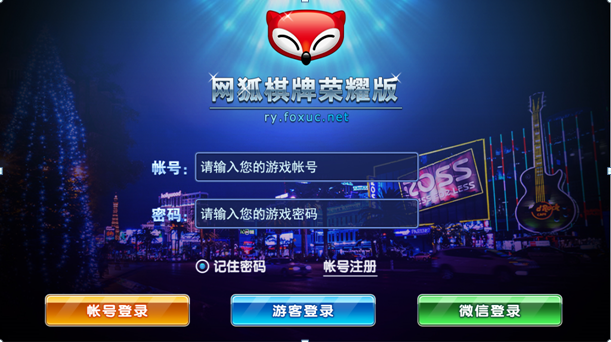 网狐棋牌荣耀版
ry.foxuc.net
帐号：
请输入您的游戏帐号
ROSS
密码：
请输入您的游戏密码
记住密码
帐号注册
帐号登录
游客登录
微信登录